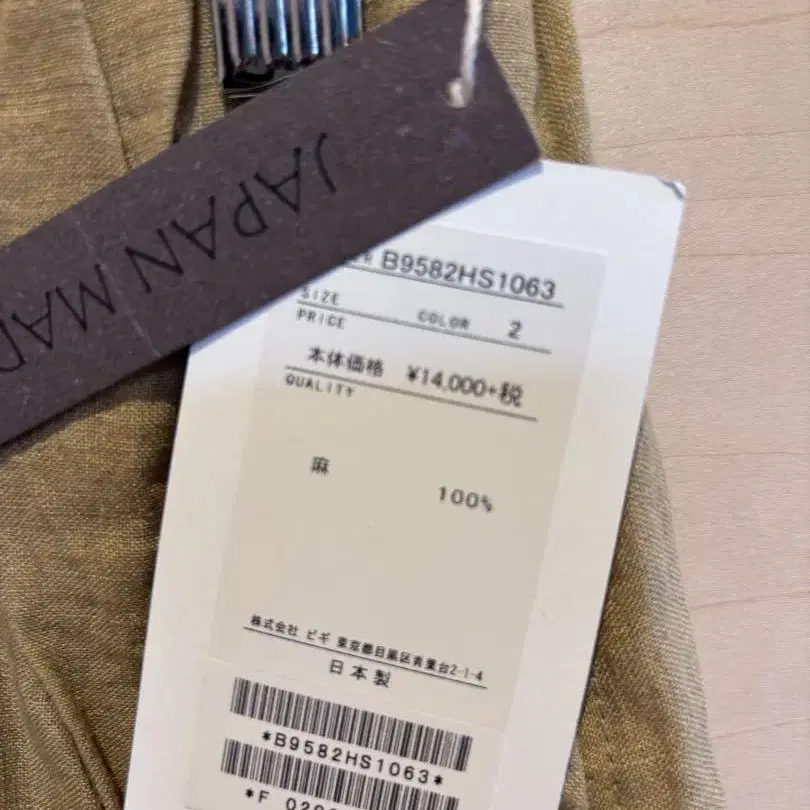 JAPAN MAD
R B9582HS1063
SIZE COLOR 2
PRICE
本体価格 ¥14,000+税
QUALITY
麻 100%
株式会社 ビギ 東京都目黒区青葉台2-1-4
日本製
*B9582HS1063*
*F 020